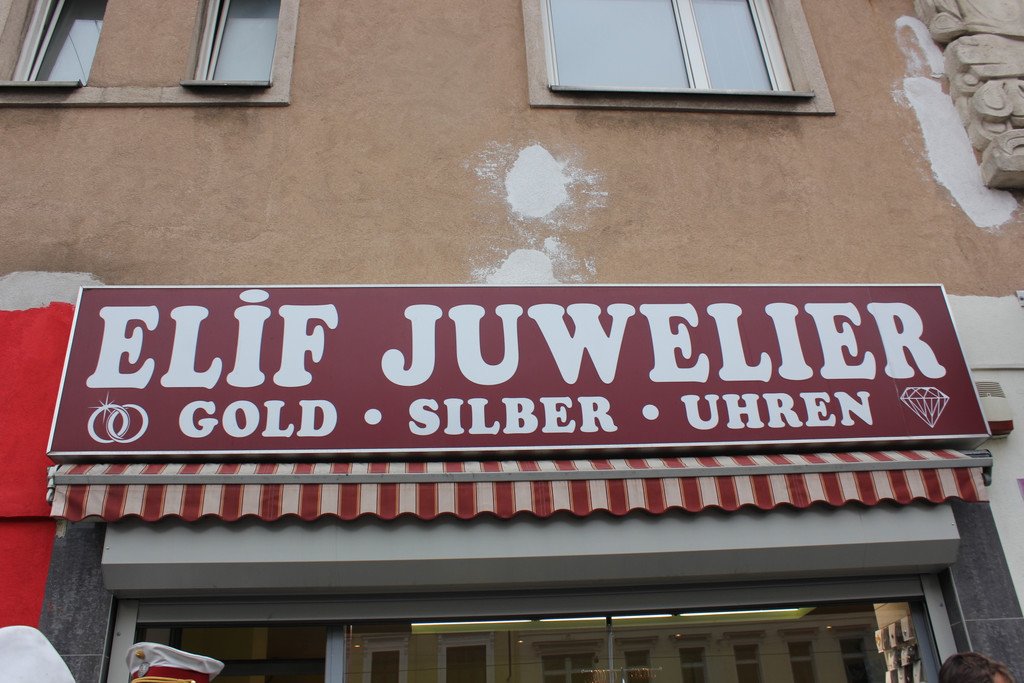 ELİF JUWELIER
GOLD • SILBER • UHREN